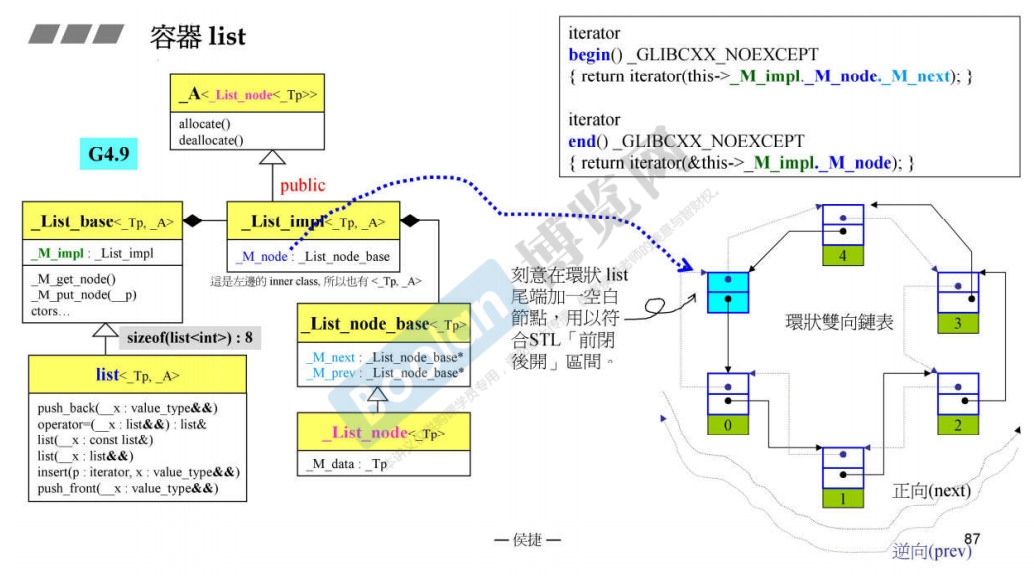 容器 list
iterator
begin() _GLIBCXX_NOEXCEPT
{ return iterator(this->_M_impl._M_node._M_next); }
iterator
end() _GLIBCXX_NOEXCEPT
{ return iterator(&this->_M_impl._M_node); }
_A<_List_node<_Tp>>
allocate()
deallocate()
G4.9
public
_List_base<_Tp, _A>
_M_impl : _List_impl
_M_get_node()
_M_put_node(__p)
ctors…
_List_impl<_Tp, _A>
_M_node : _List_node_base
這是左邊的 inner class, 所以也有 <_Tp, _A>
sizeof(list<int>) : 8
list<_Tp, _A>
push_back(__x : value_type&&)
operator=(__x : list&&) : list&
list(__x : const list&)
list(__x : list&&)
insert(p : iterator, x : value_type&&)
push_front(__x : value_type&&)
_List_node_base<_Tp>
_M_next : _List_node_base*
_M_prev : _List_node_base*
_List_node<_Tp>
_M_data : _Tp
刻意在環狀 list
尾端加一空白
節點，用以符
合STL「前閉
後開」區間。
環狀雙向鏈表
4
3
0
2
1
正向(next)
逆向(prev)
— 侯捷 —
87
Boolan
博览网